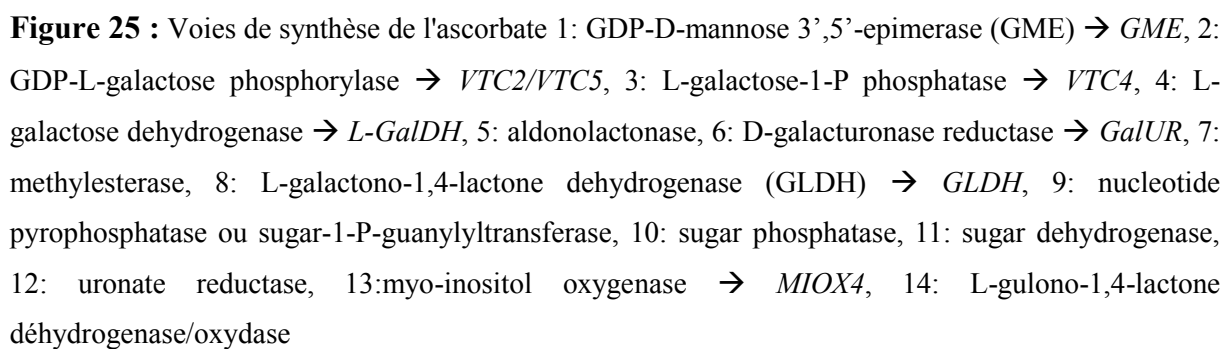 Figure 25 : Voies de synthèse de l'ascorbate 1: GDP-D-mannose 3’,5’-epimerase (GME) → GME, 2:
GDP-L-galactose phosphorylase → VTC2/VTC5, 3: L-galactose-1-P phosphatase → VTC4, 4: L-
galactose dehydrogenase → L-GalDH, 5: aldonolactonase, 6: D-galacturonase reductase → GalUR, 7:
methylesterase, 8: L-galactono-1,4-lactone dehydrogenase (GLDH) → GLDH, 9: nucleotide
pyrophosphatase ou sugar-1-P-guanylyltransferase, 10: sugar phosphatase, 11: sugar dehydrogenase,
12: uronate reductase, 13:myo-inositol oxygenase → MIOX4, 14: L-gulono-1,4-lactone
déhydrogenase/oxydase